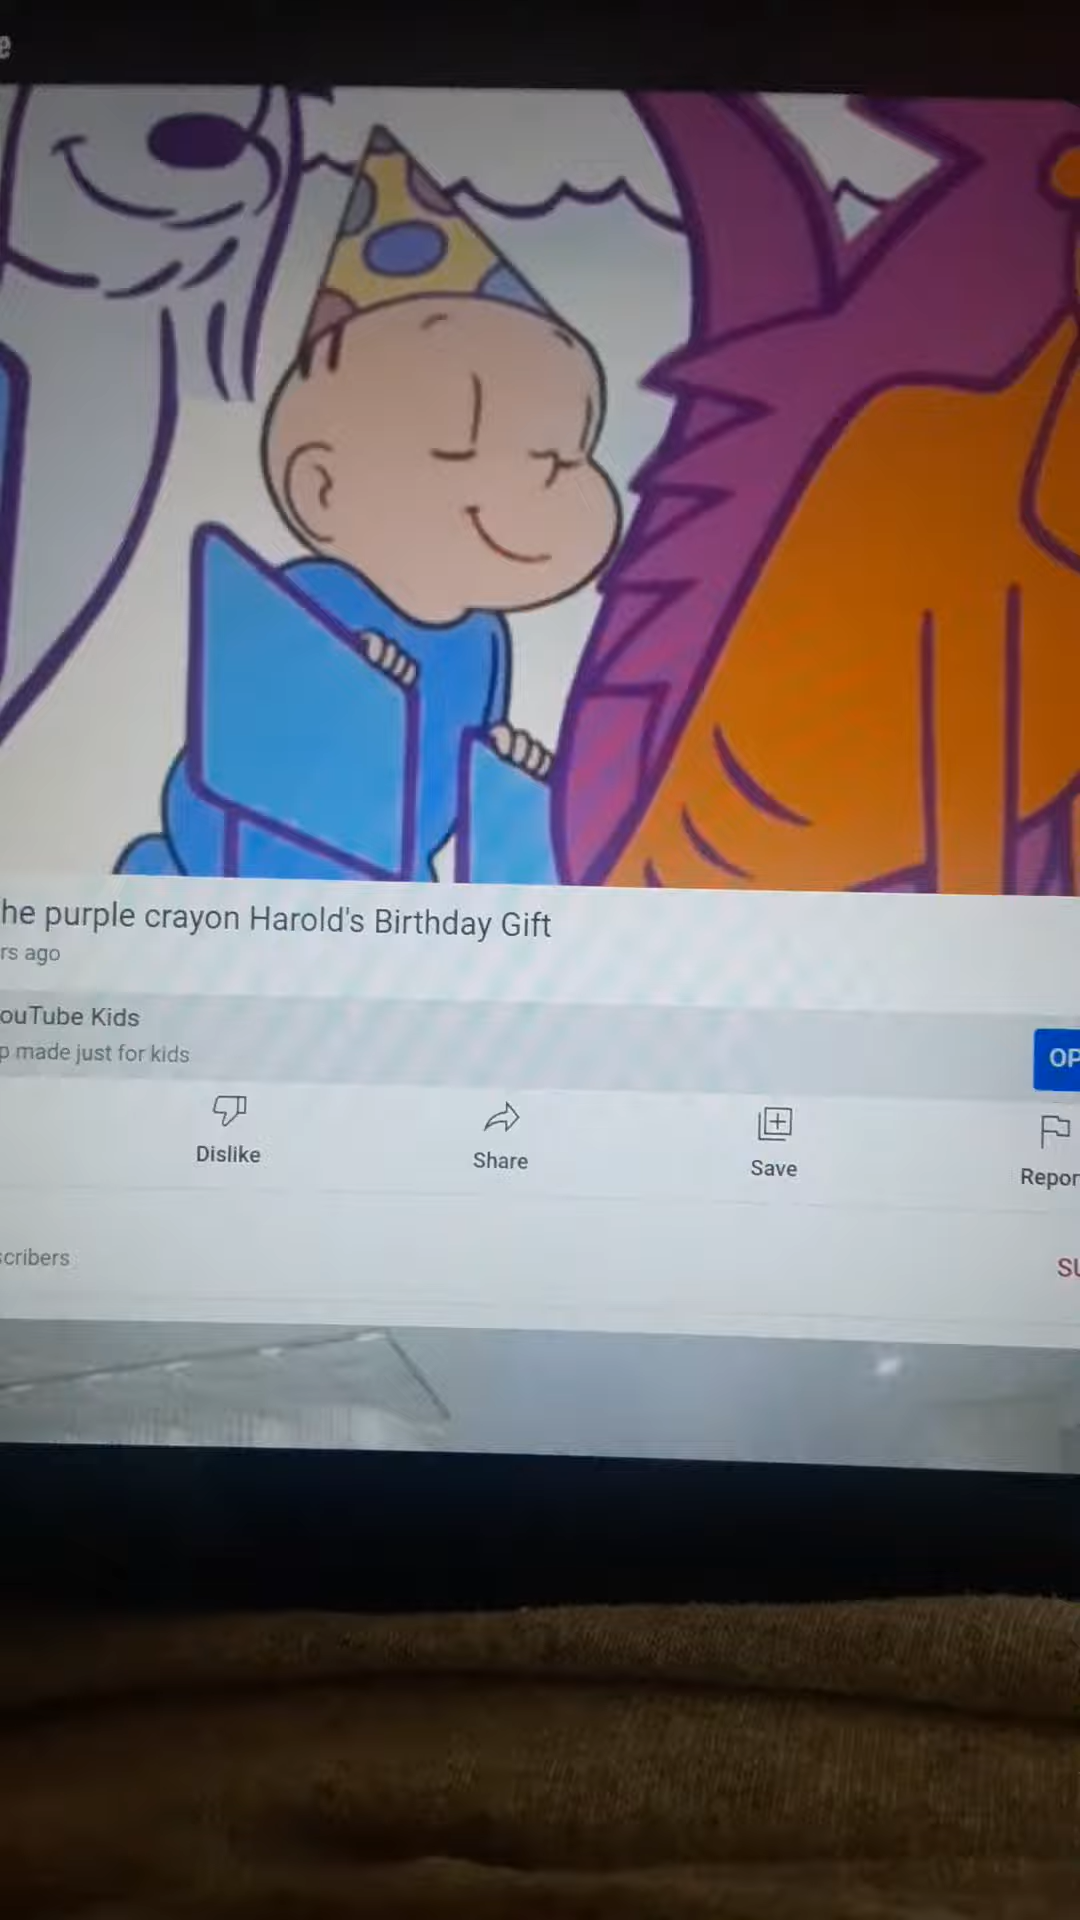 e
he purple crayon Harold's Birthday Gift
rs ago
ouTube Kids
p made just for kids
OP
Dislike
Share
Save
Repor
scribers
SU